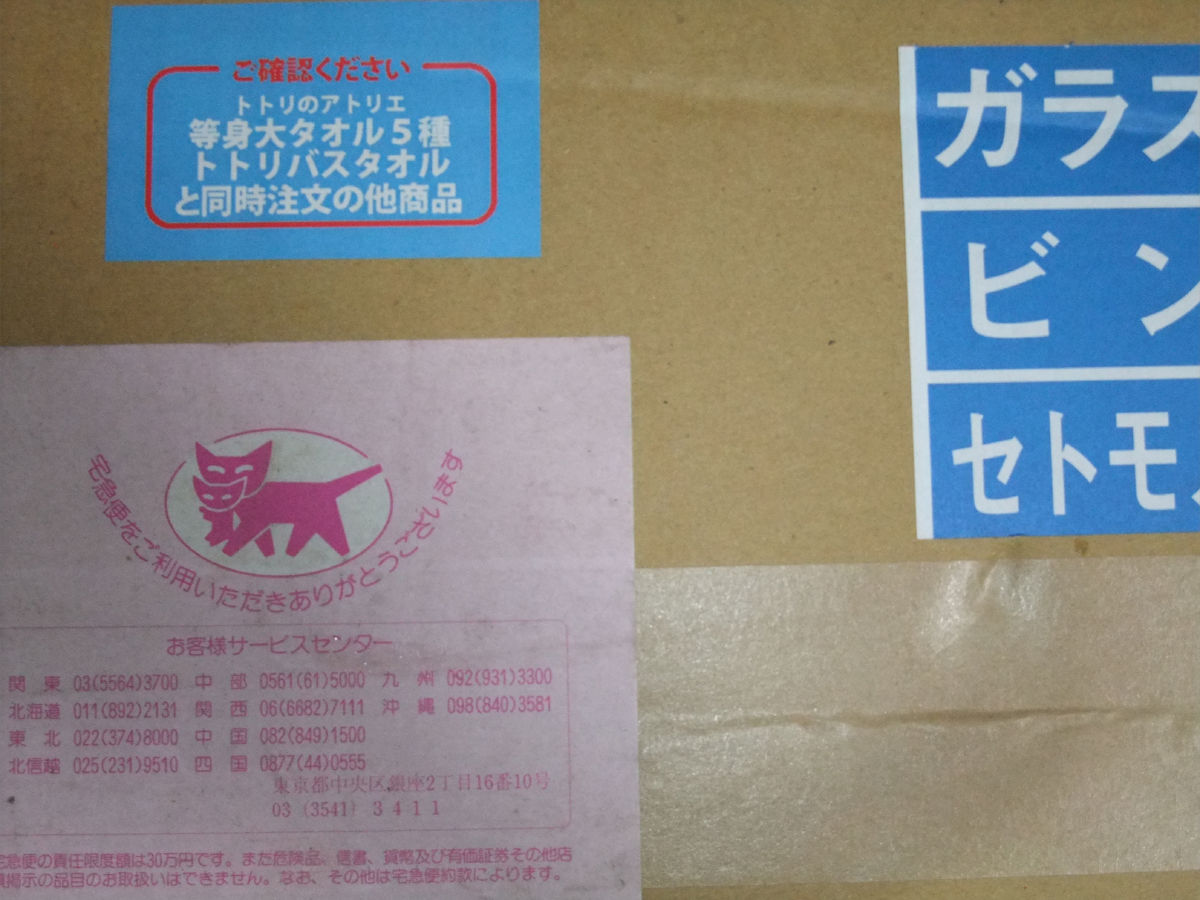 ご確認ください
トトリのアトリエ
等身大タオル5種
トトリバスタオル
と同時注文の他商品
ガラス
ビン
セトモノ
宅急便をご利用いただきありがとうございます
お客様サービスセンター
関東 03(5564)3700 中部 0561(61)5000 九州 092(931)3300
北海道 011(892)2131 関西 06(6682)7111 沖縄 098(840)3581
東北 022(374)8000 中国 082(849)1500
北信越 025(231)9510 四国 0877(44)0555
東京都中央区銀座2丁目16番10号
03 (3541) 3411
宅急便の責任限度額は30万円です。また危険品、信書、貨幣及び有価証券その他店
頭掲示の品目のお取扱いはできません。なお、その他は宅急便約款によります。